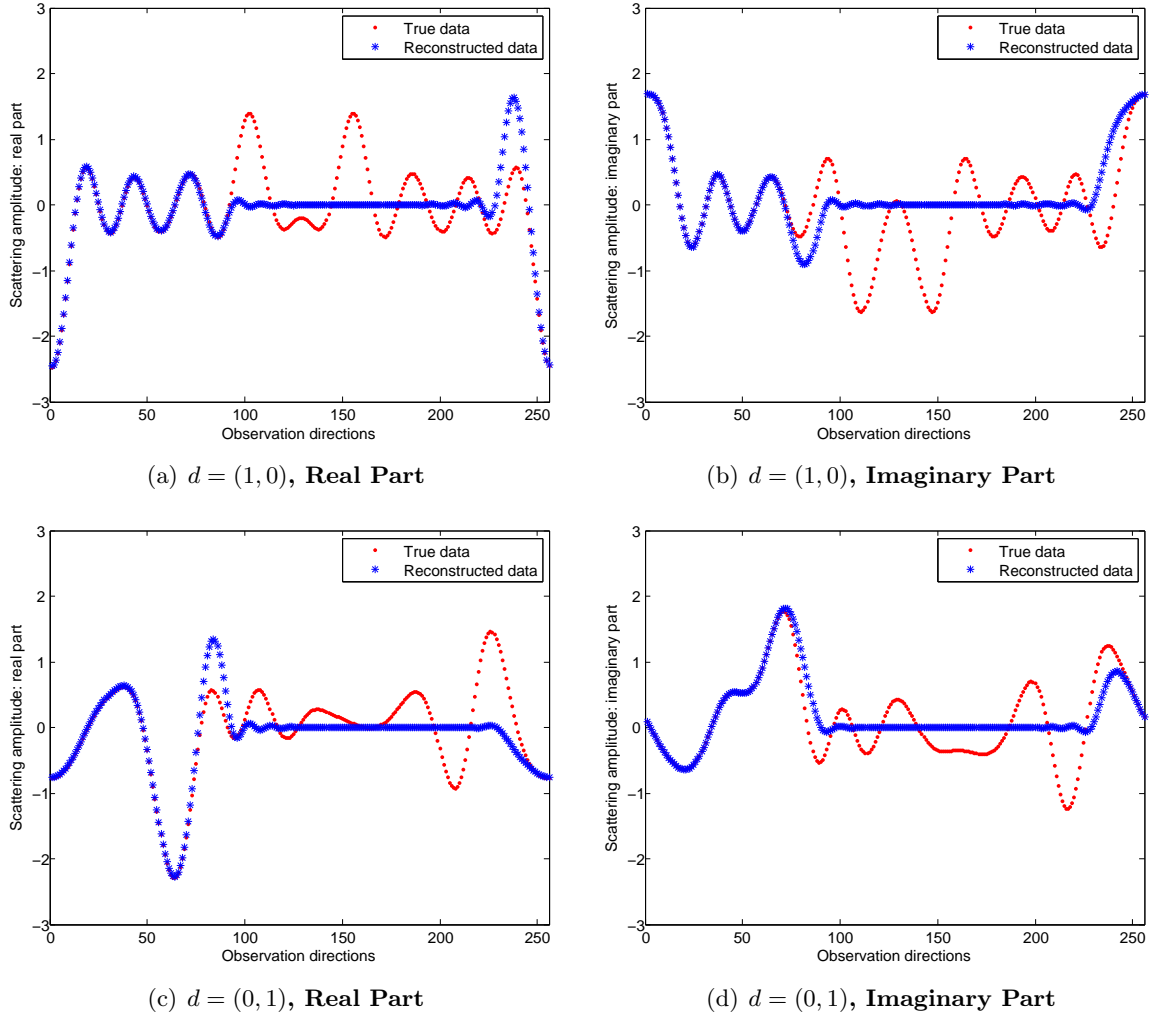 3
2
1
0
−1
−2
−3
0
50
100
150
200
250
Scattering amplitude: real part
Observation directions
True data
Reconstructed data
(a) d = (1, 0), Real Part
3
2
1
0
−1
−2
−3
0
50
100
150
200
250
Scattering amplitude: imaginary part
Observation directions
True data
Reconstructed data
(b) d = (1, 0), Imaginary Part
3
2
1
0
−1
−2
−3
0
50
100
150
200
250
Scattering amplitude: real part
Observation directions
True data
Reconstructed data
(c) d = (0, 1), Real Part
3
2
1
0
−1
−2
−3
0
50
100
150
200
250
Scattering amplitude: imaginary part
Observation directions
True data
Reconstructed data
(d) d = (0, 1), Imaginary Part